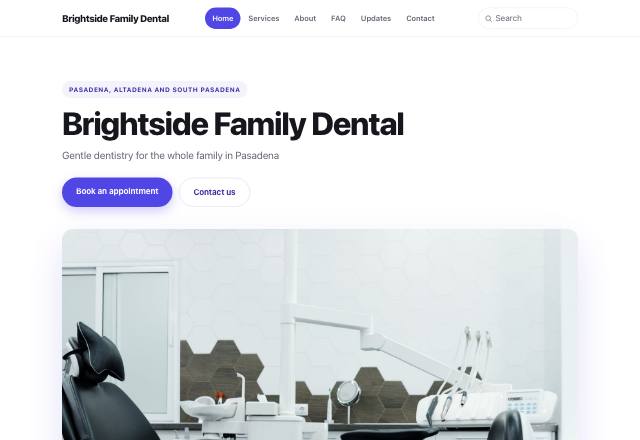 Brightside Family Dental
Home Services About FAQ Updates Contact
Search
PASADENA, ALTADENA AND SOUTH PASADENA
Brightside Family Dental
Gentle dentistry for the whole family in Pasadena
Book an appointment
Contact us